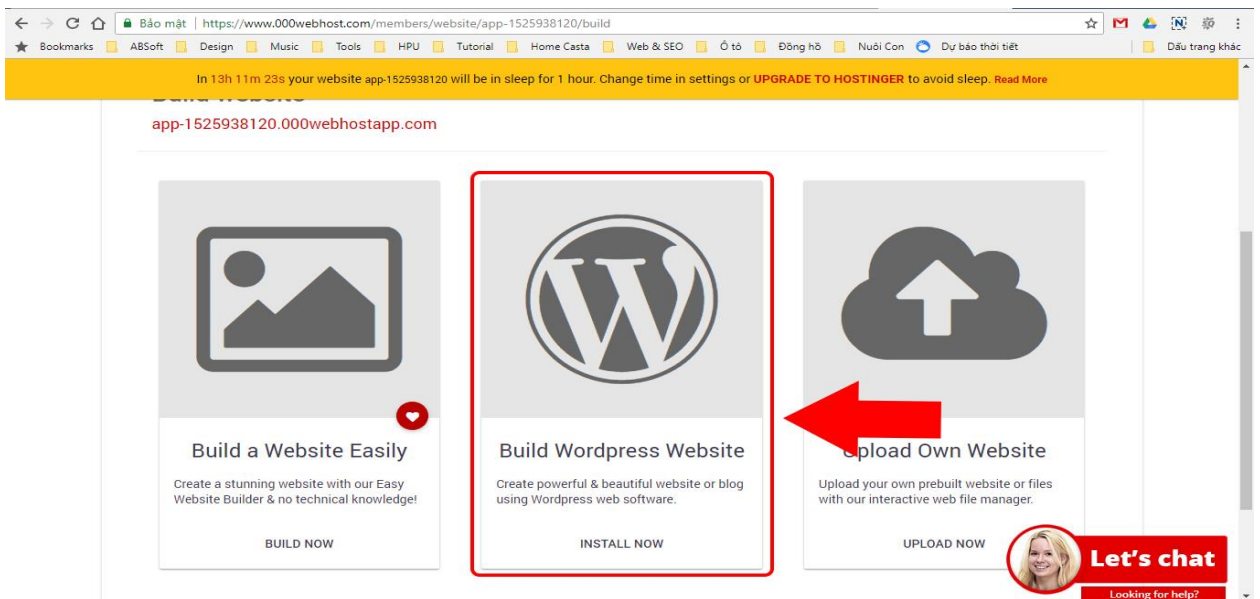 Bảo mật | https://www.000webhost.com/members/website/app-1525938120/build
Bookmarks ABSoft Design Music Tools HPU Tutorial Home Casta Web & SEO Ô tô Đồng hồ Nuôi Con Dự báo thời tiết Dấu trang khác
In 13h 11m 23s your website app-1525938120 will be in sleep for 1 hour. Change time in settings or UPGRADE TO HOSTINGER to avoid sleep. Read More
Build website
app-1525938120.000webhostapp.com
Build a Website Easily
Create a stunning website with our Easy
Website Builder & no technical knowledge!
BUILD NOW
Build Wordpress Website
Create powerful & beautiful website or blog
using Wordpress web software.
INSTALL NOW
Upload Own Website
Upload your own prebuilt website or files
with our interactive web file manager.
UPLOAD NOW
Let's chat
Looking for help?